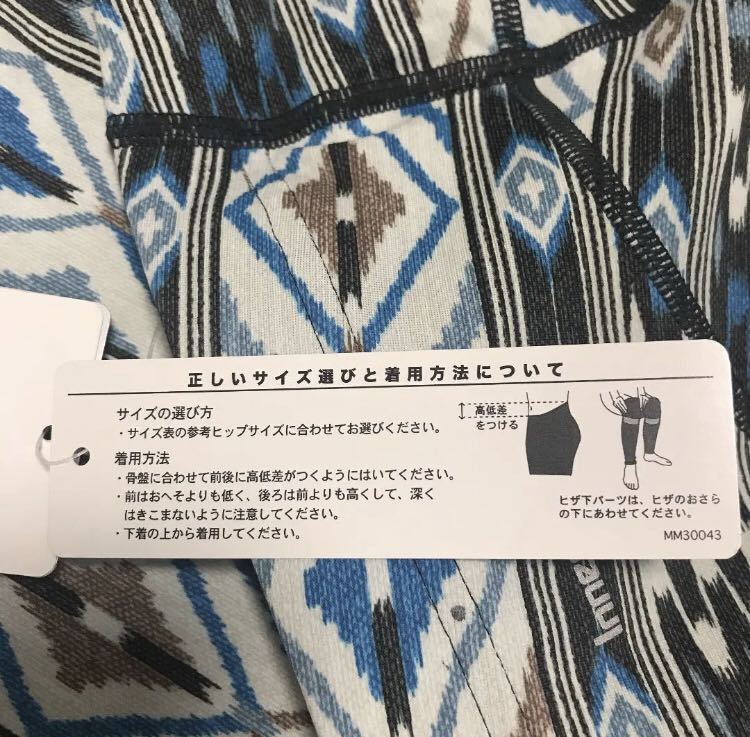 正しいサイズ選びと着用方法について
サイズの選び方
・サイズ表の参考ヒップサイズに合わせてお選びください。
着用方法
・骨盤に合わせて前後に高低差がつくようにはいてください。
・前はおへそよりも低く、後ろは前よりも高くして、深く
はきこまないように注意してください。
・下着の上から着用してください。
高低差
をつける
ヒザ下パーツは、ヒザのおさら
の下にあわせてください。
MM30043
Inne